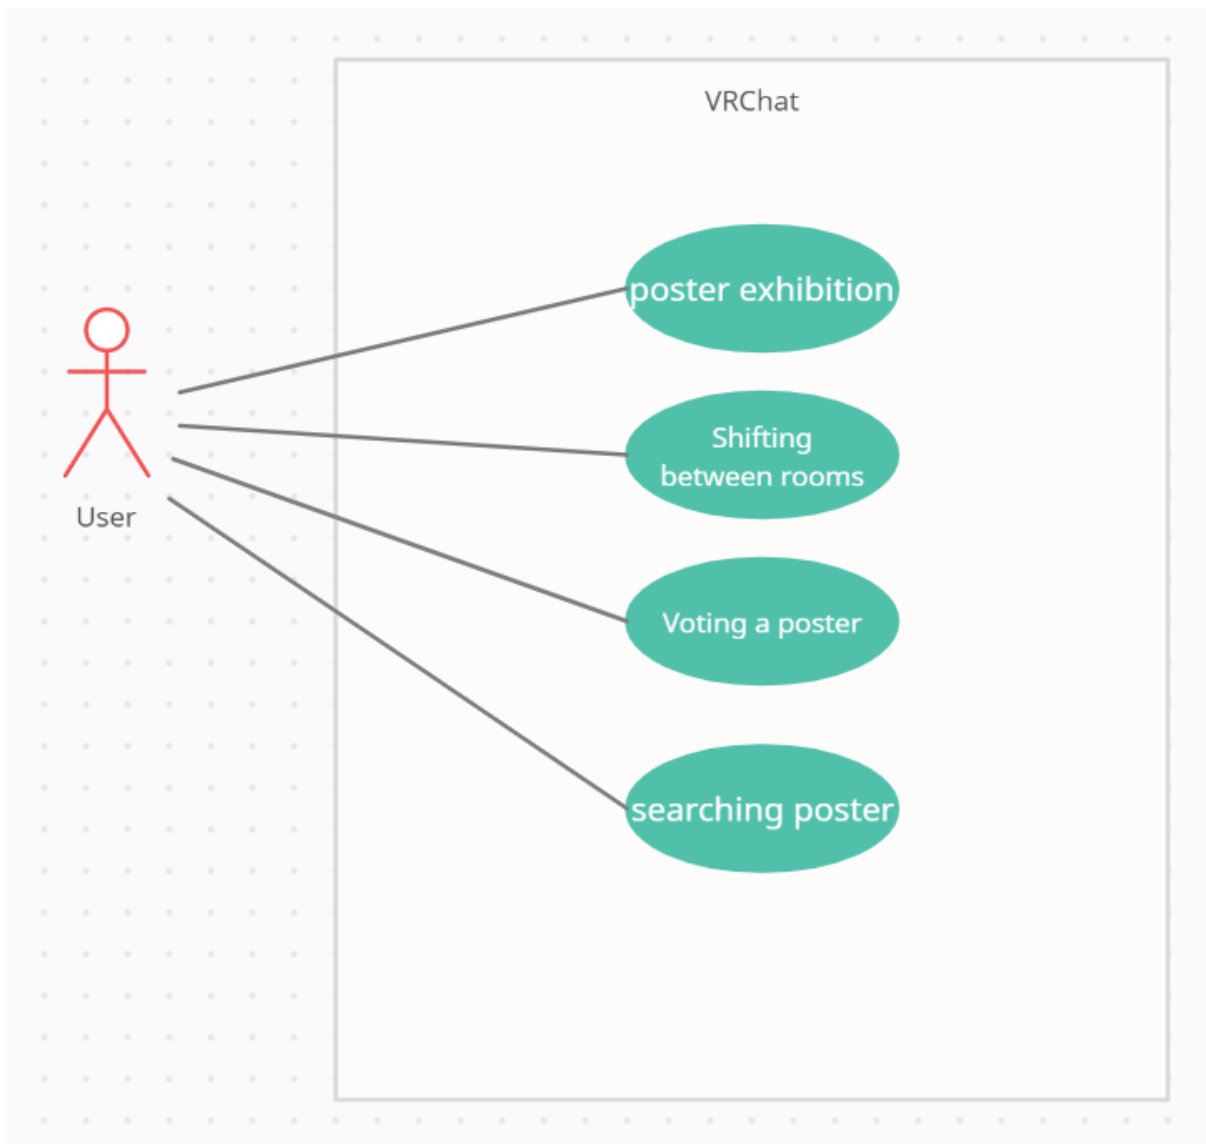 VRChat
poster exhibition
Shifting
between rooms
User
Voting a poster
searching poster